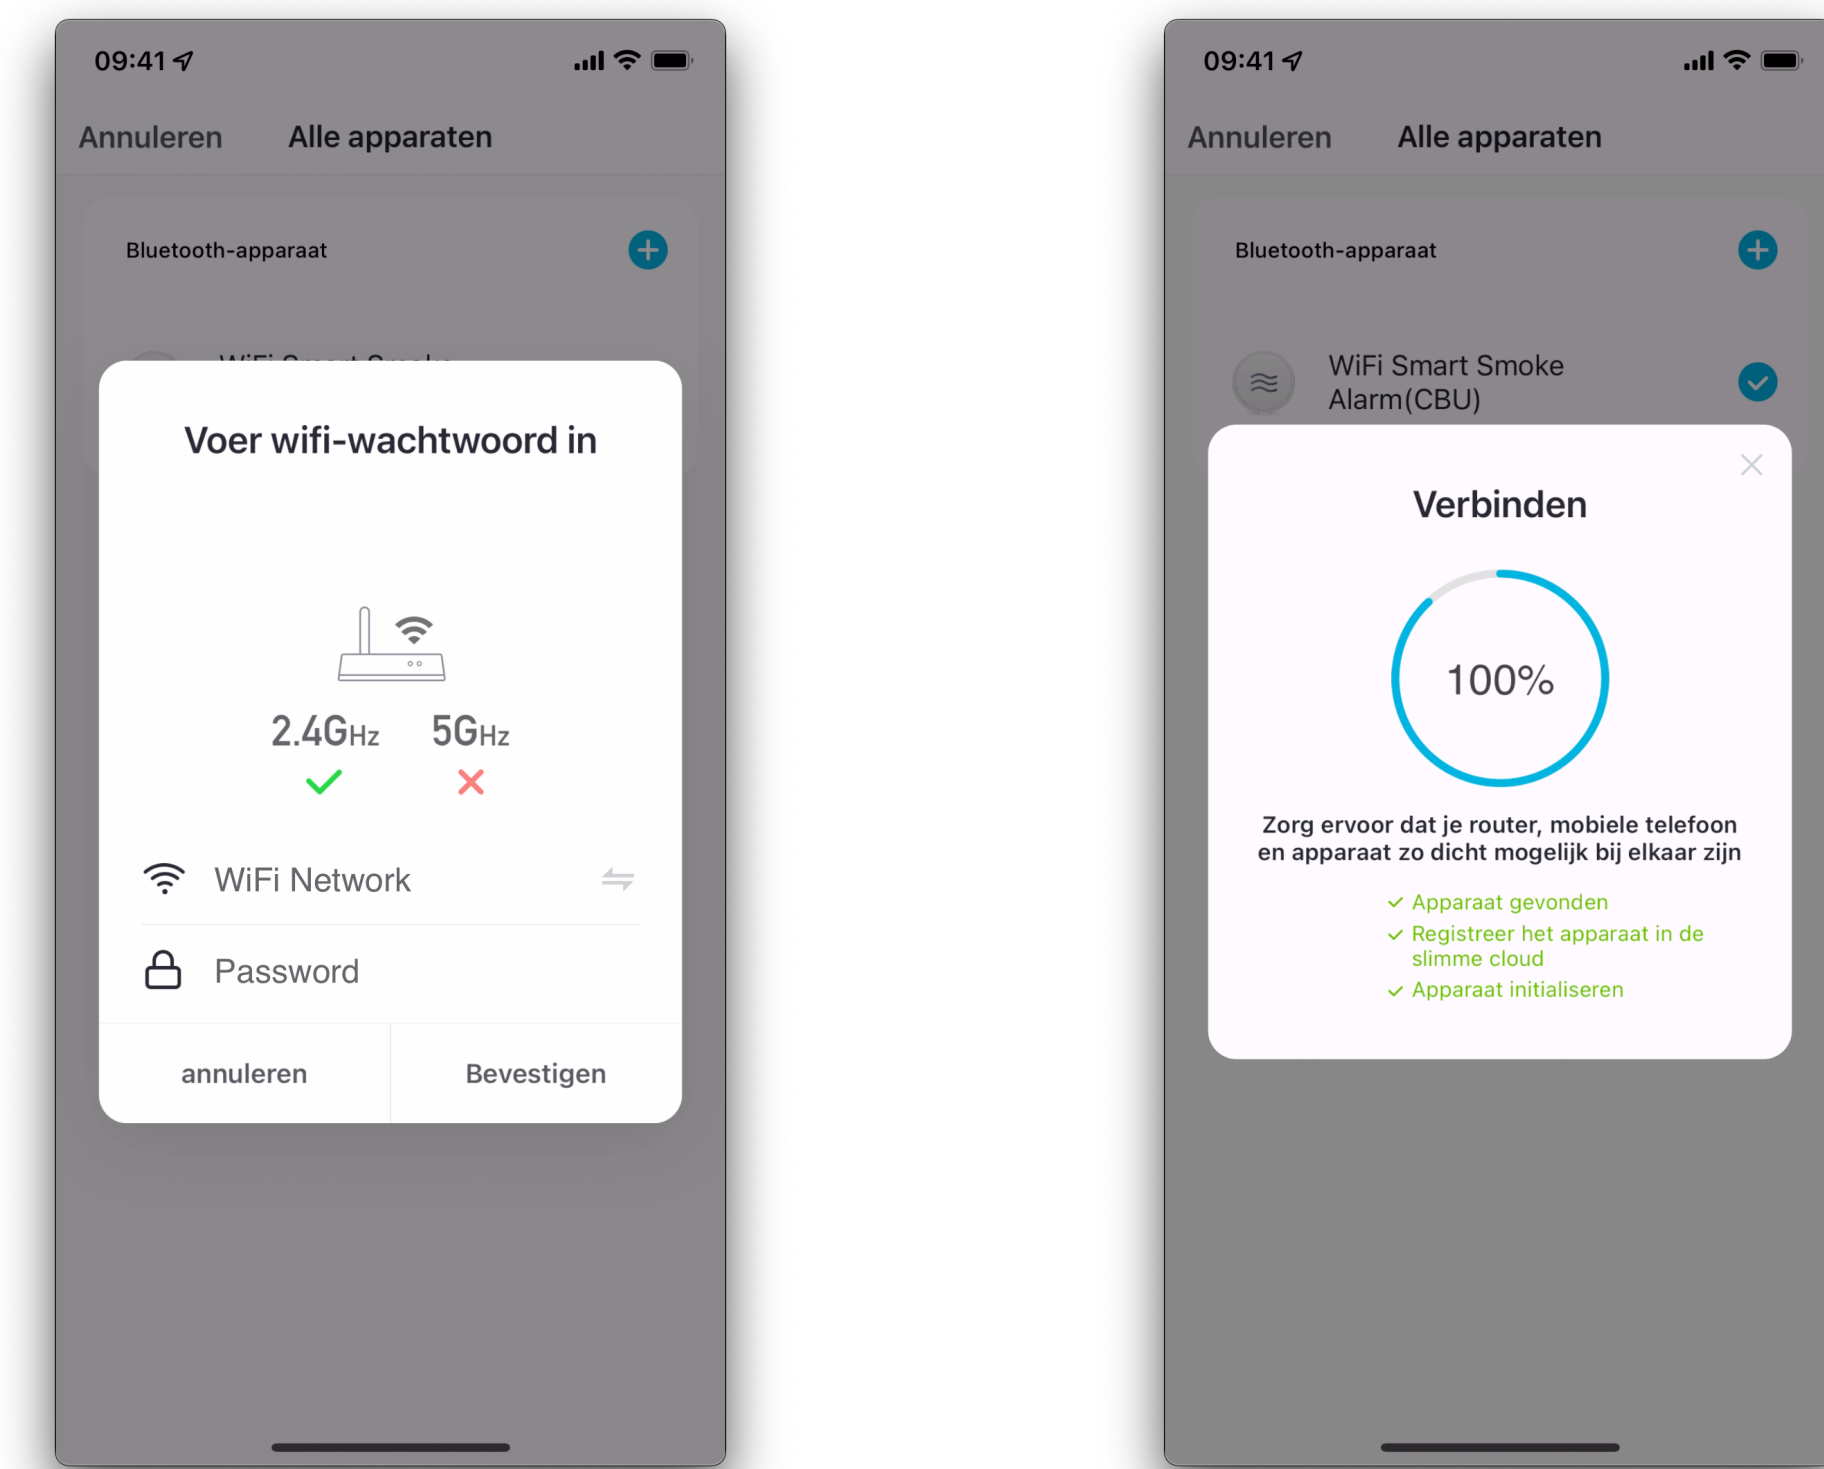 09:41
Annuleren Alle apparaten
Bluetooth-apparaat
WiFi Smart Smoke
Voer wifi-wachtwoord in
2.4GHz 5GHz
WiFi Network
Password
annuleren Bevestigen
09:41
Annuleren Alle apparaten
Bluetooth-apparaat
WiFi Smart Smoke
Alarm(CBU)
Verbinden
100%
Zorg ervoor dat je router, mobiele telefoon
en apparaat zo dicht mogelijk bij elkaar zijn
Apparaat gevonden
Registreer het apparaat in de
slimme cloud
Apparaat initialiseren